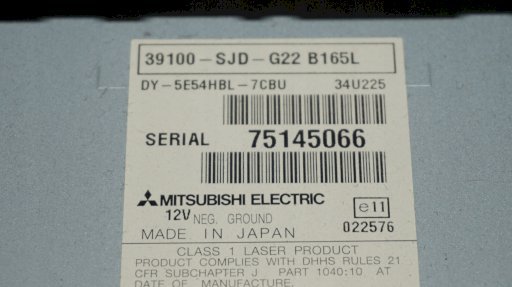 39100-SJD-G22 B165L
DY-5E54HBL-7CBU 34U225
SERIAL 75145066
MITSUBISHI ELECTRIC
12V NEG. GROUND e11
MADE IN JAPAN 022576
CLASS 1 LASER PRODUCT
PRODUCT COMPLIES WITH DHHS RULES 21
CFR SUBCHAPTER J PART 1040:10 AT
DATE OF MANUFACTURE.